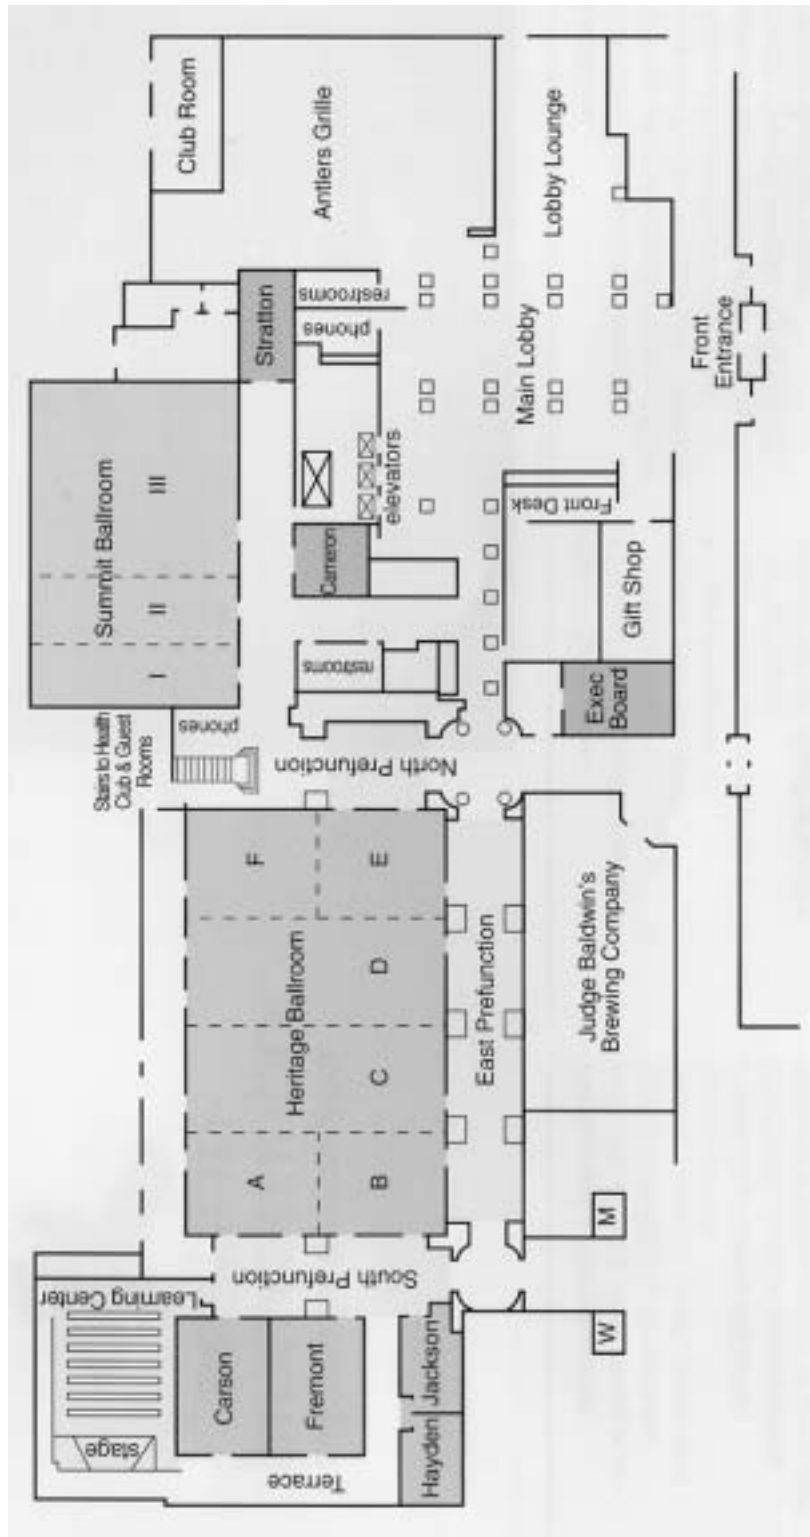 Club Room
Antlers Grille
Lobby Lounge
restrooms
phones
Stratton
Main Lobby
Front
Entrance
Summit Ballroom
I
II
III
elevators
Front Desk
Cameron
Gift Shop
restrooms
Exec
Board
phones
Stairs to Health
Club & Guest
Rooms
North Prefunction
F
E
Heritage Ballroom
D
C
A
B
East Prefunction
Judge Baldwin's
Brewing Company
M
W
South Prefunction
Learning Center
stage
Carson
Fremont
Jackson
Hayden
Terrace